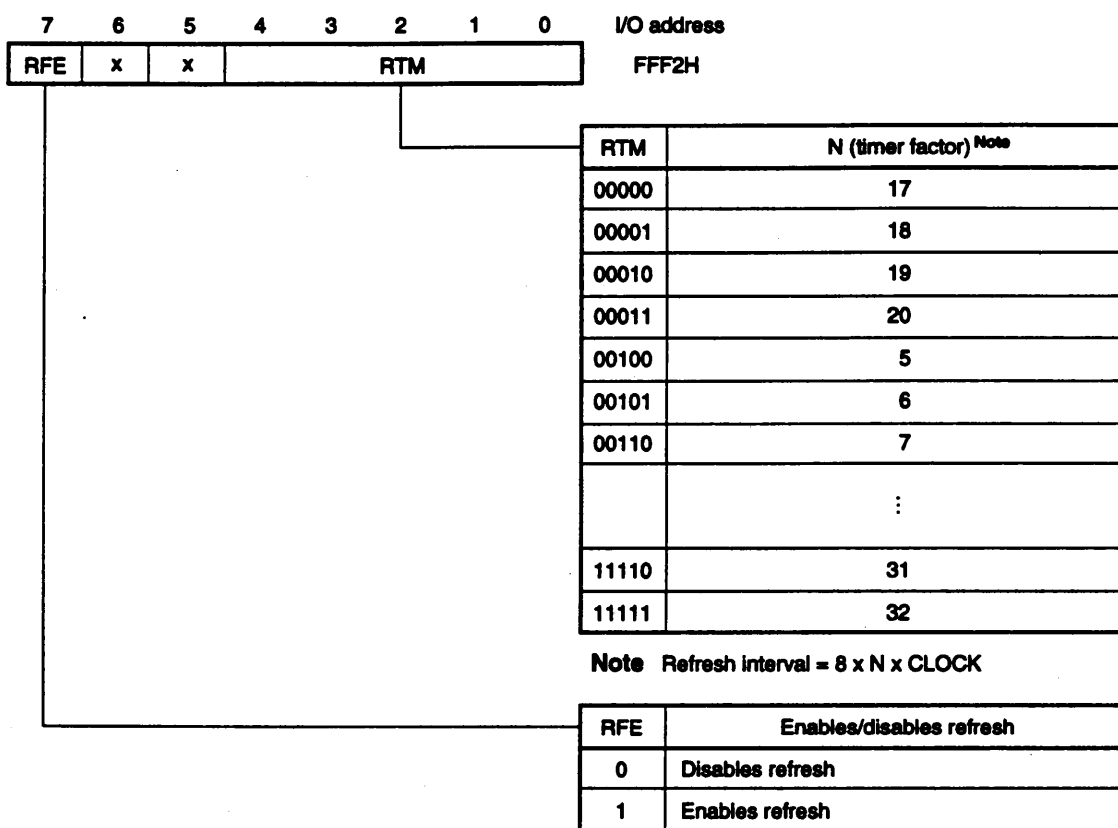 7 6 5 4 3 2 1 0 I/O address
RFE x x RTM FFF2H
RTM N (timer factor) Note
00000 17
00001 18
00010 19
00011 20
00100 5
00101 6
00110 7
⋮
11110 31
11111 32
Note Refresh interval = 8 x N x CLOCK
RFE Enables/disables refresh
0 Disables refresh
1 Enables refresh